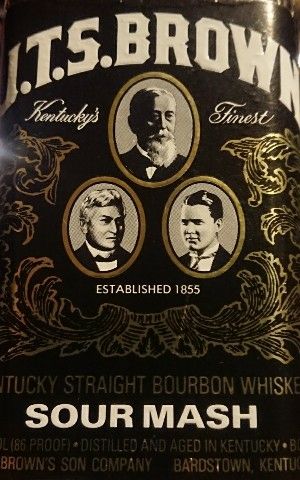 J.T.S.BROWN
Kentucky's Finest
ESTABLISHED 1855
NTUCKY STRAIGHT BOURBON WHISKE
SOUR MASH
OL (86 PROOF) • DISTILLED AND AGED IN KENTUCKY • B
BROWN'S SON COMPANY BARDSTOWN, KENTU